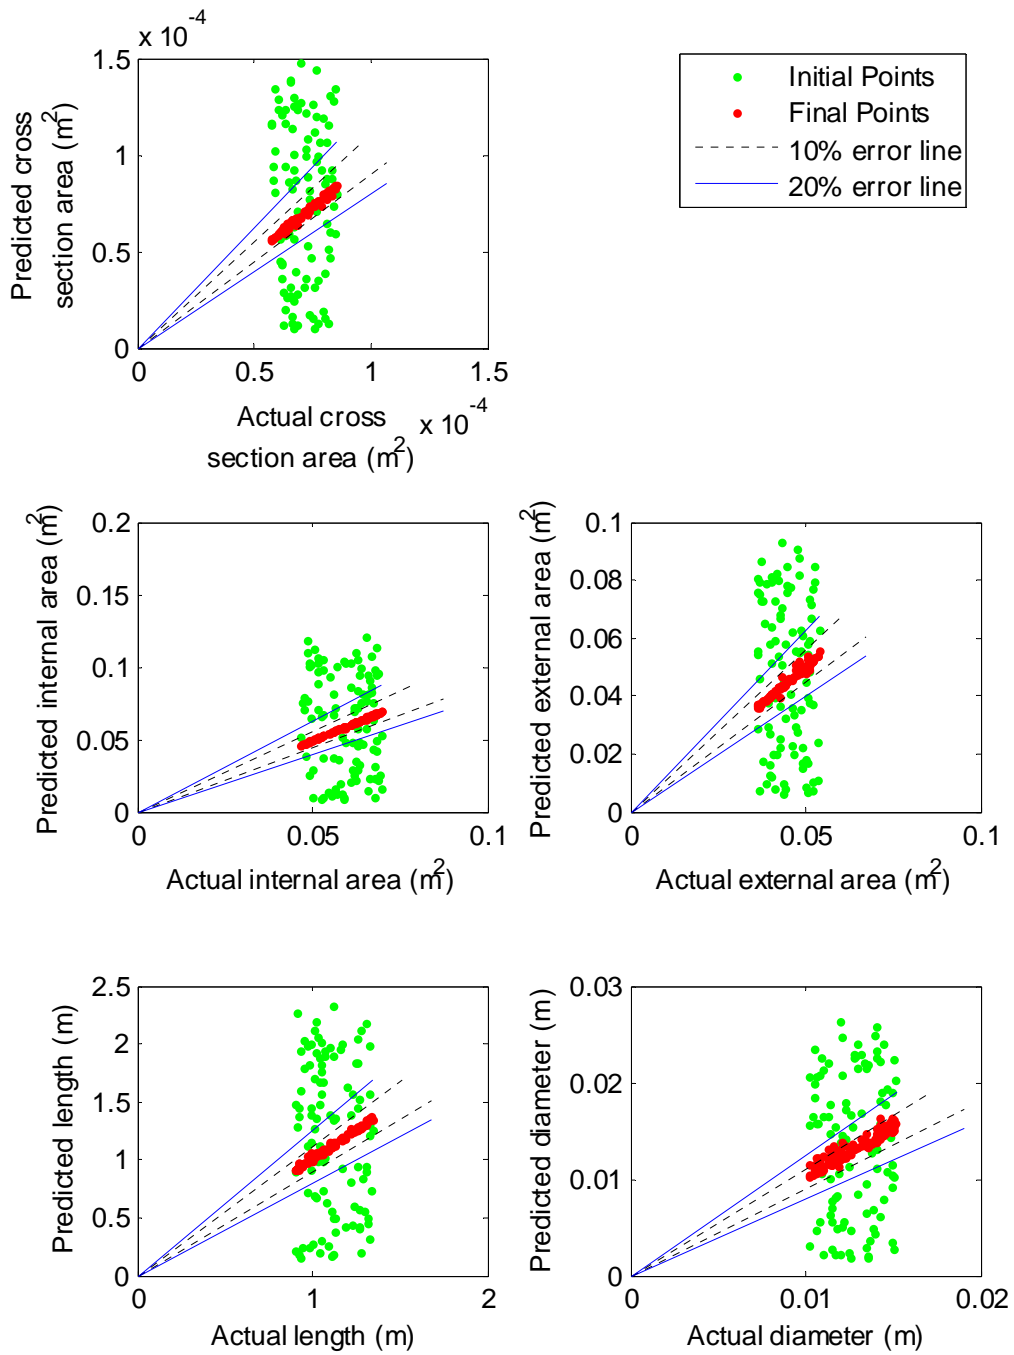 x 10^-4
1.5
1
0.5
0
Predicted cross
section area (m^2)
0
0.5
1
1.5
Actual cross
section area (m^2)
x 10^-4
Initial Points
Final Points
10% error line
20% error line
0.2
0.15
0.1
0.05
0
Predicted internal area (m^2)
0
0.05
0.1
Actual internal area (m^2)
0.1
0.08
0.06
0.04
0.02
0
Predicted external area (m^2)
0
0.05
0.1
Actual external area (m^2)
2.5
2
1.5
1
0.5
0
Predicted length (m)
0
1
2
Actual length (m)
0.03
0.02
0.01
0
Predicted diameter (m)
0
0.01
0.02
Actual diameter (m)